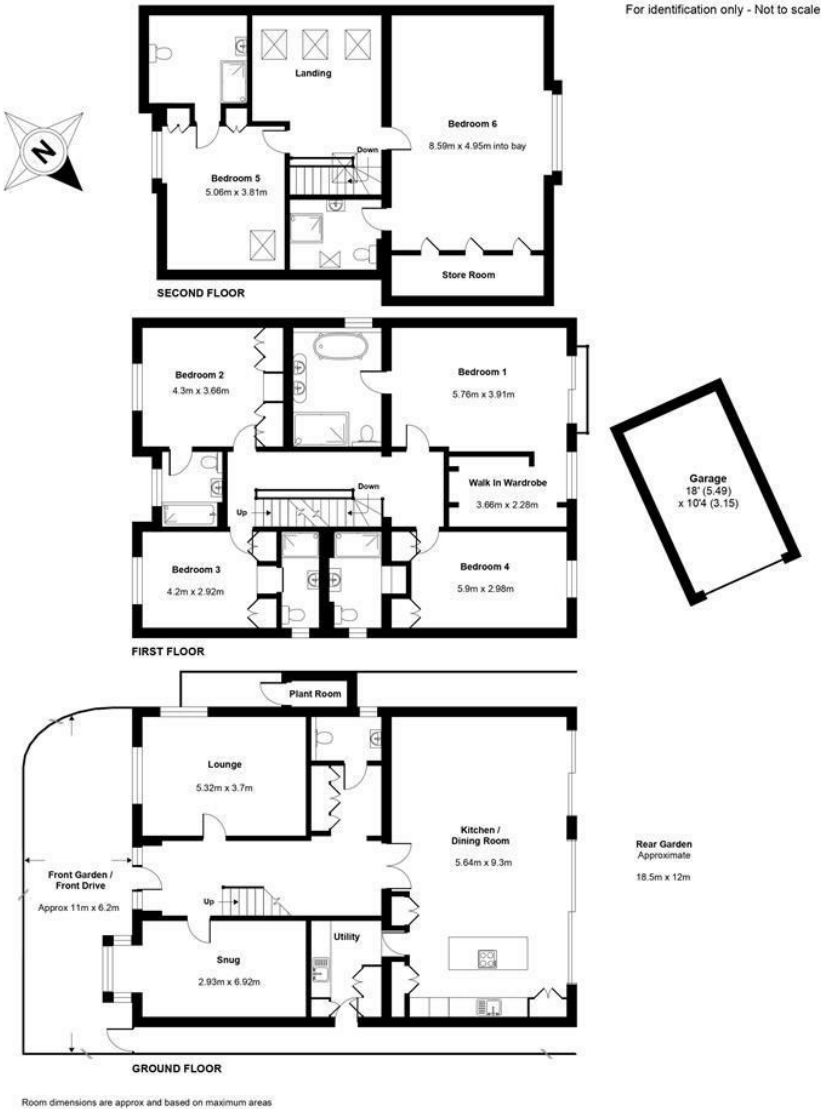 For identification only - Not to scale
Landing
Bedroom 6
8.59m x 4.95m into bay
Down
Bedroom 5
5.06m x 3.81m
N
Store Room
SECOND FLOOR
Bedroom 2
4.3m x 3.66m
Bedroom 1
5.76m x 3.91m
Walk In Wardrobe
3.66m x 2.28m
Down
Up
Bedroom 3
4.2m x 2.92m
Bedroom 4
5.9m x 2.98m
Garage
18' (5.49)
x 10'4 (3.15)
FIRST FLOOR
Plant Room
Lounge
5.32m x 3.7m
Kitchen /
Dining Room
5.64m x 9.3m
Rear Garden
Approximate
18.5m x 12m
Front Garden /
Front Drive
Approx 11m x 6.2m
Up
Utility
Snug
2.93m x 6.92m
GROUND FLOOR
Room dimensions are approx and based on maximum areas